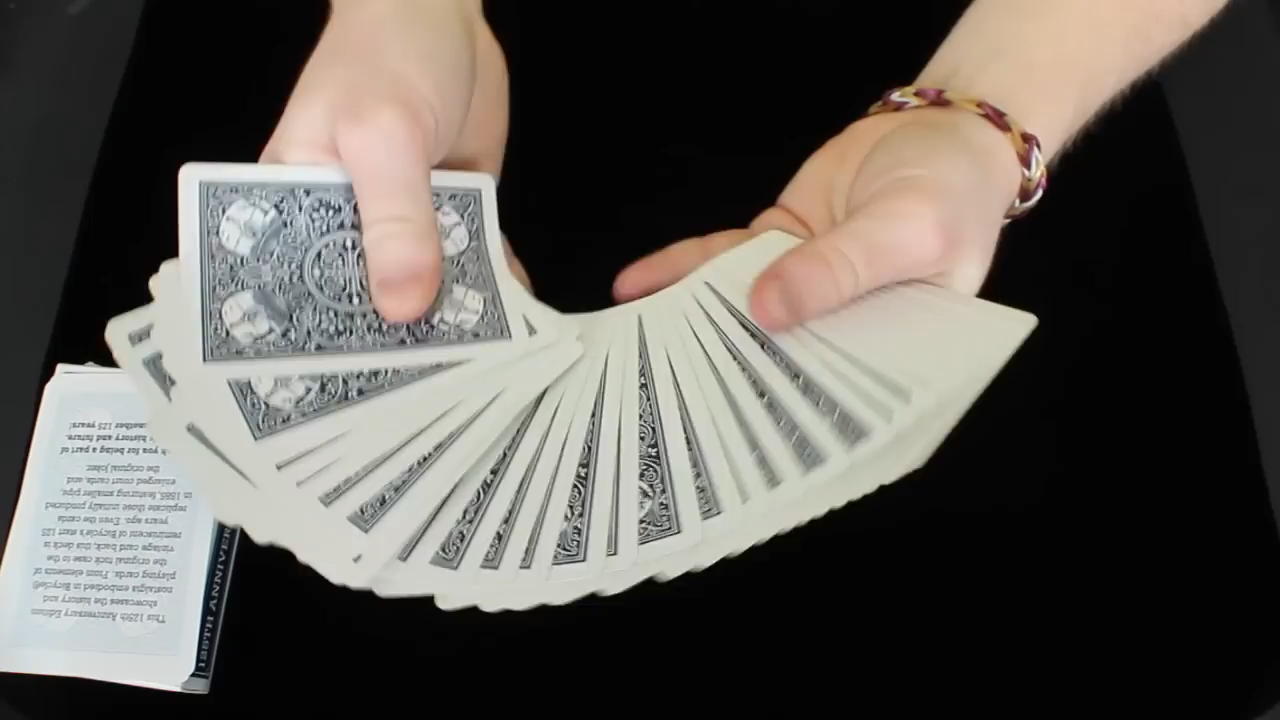 This 125th Anniversary Edition
showcases the history and
nostalgia embodied in Bicycle®
playing cards. From elements of
the original tuck case to the
vintage card back, this deck is
reminiscent of Bicycle's start 125
years ago. Even the cards
replicate those initially produced
in 1885, featuring smaller pips,
enlarged court cards, and
the original Joker.
you for being a part of
history and future.
another 125 years!
125TH ANNIVER